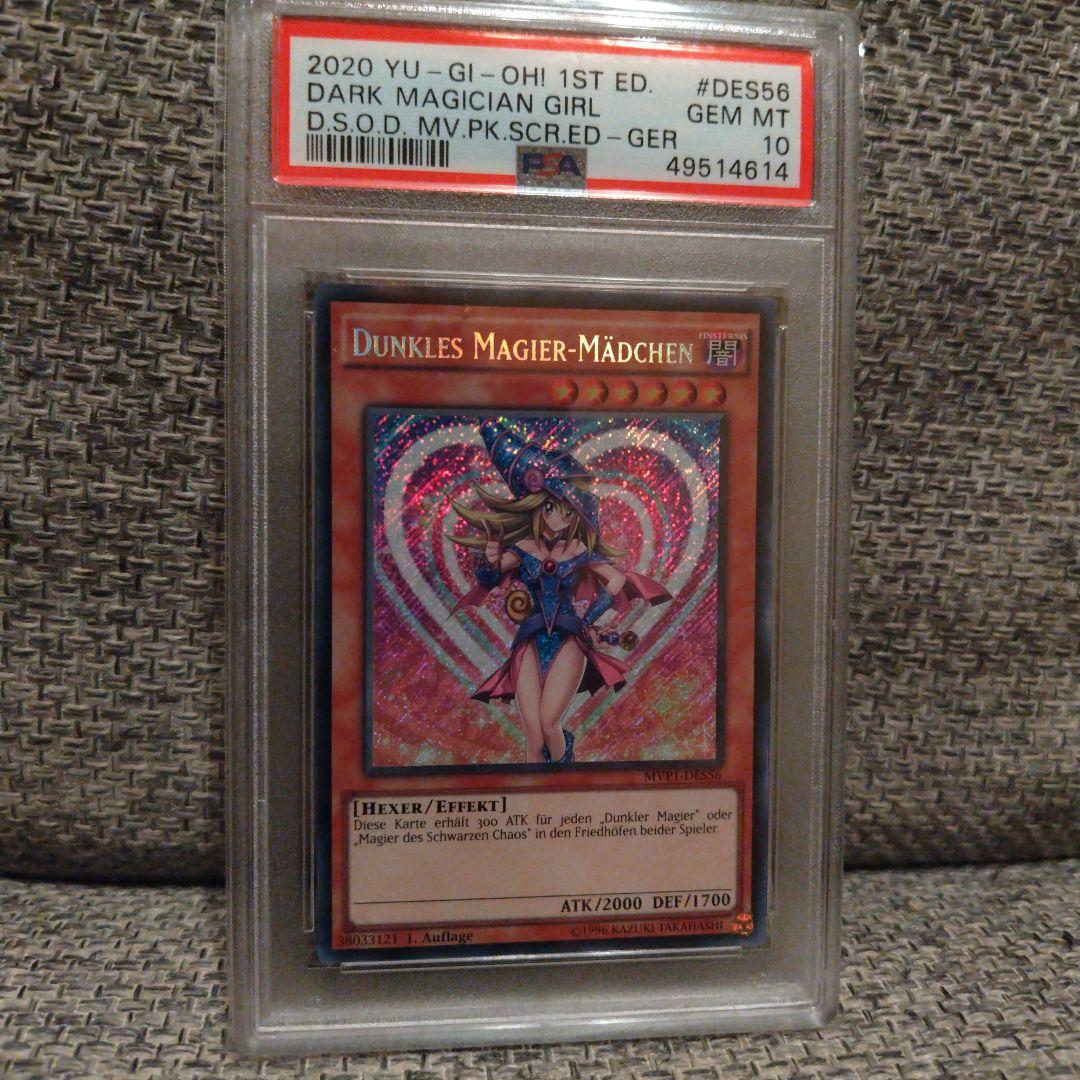 2020 YU-GI-OH! 1ST ED. #DES56
DARK MAGICIAN GIRL GEM MT
D.S.O.D. MV.PK.SCR.ED-GER 10
PSA 49514614
DUNKLES MAGIER-MÄDCHEN
FINSTERNIS
闇
MVP1-DES56
[HEXER/EFFEKT]
Diese Karte erhält 300 ATK für jeden „Dunkler Magier" oder
„Magier des Schwarzen Chaos" in den Friedhöfen beider Spieler.
ATK/2000 DEF/1700
38033121 1. Auflage ©1996 KAZUKI TAKAHASHI